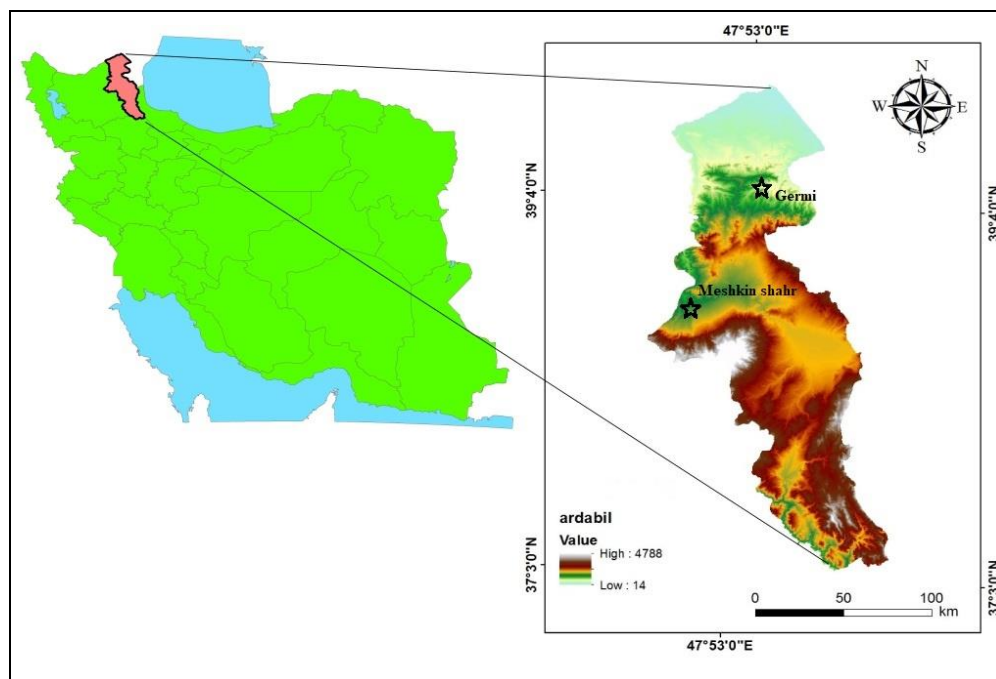 47°53'0"E
N
W
E
S
39°4'0"N
39°4'0"N
Germi
Meshkin shahr
ardabil
Value
High : 4788
Low : 14
37°3'0"N
37°3'0"N
0
50
100
km
47°53'0"E